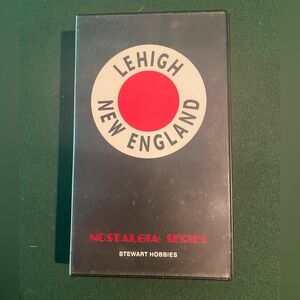 LEHIGH
NEW ENGLAND
NOSTALGIA SERIES
STEWART HOBBIES